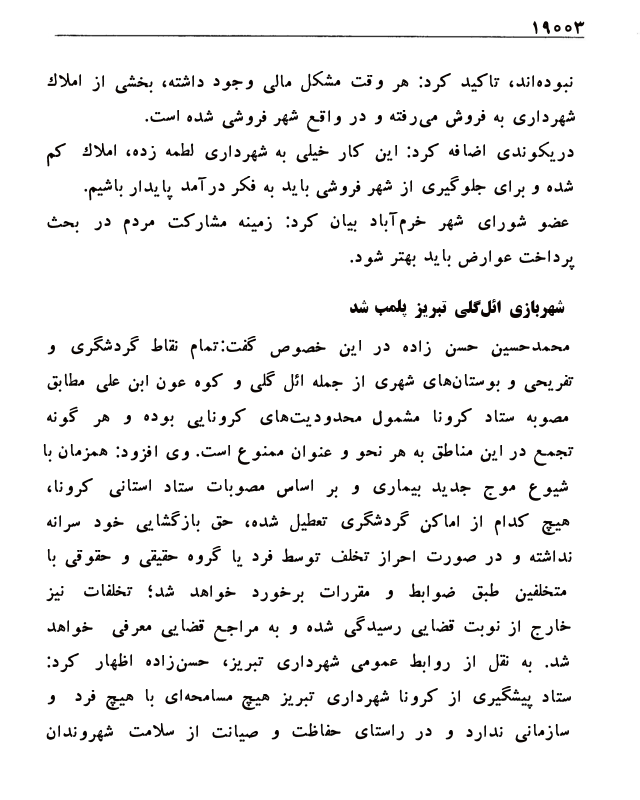 ۱۹۰۰۳
نبوده‌اند، تاکید کرد: هر وقت مشکل مالی وجود داشته، بخشی از املاك
شهرداری به فروش می‌رفته و در واقع شهر فروشی شده است.
دریکوندی اضافه کرد: این کار خیلی به شهرداری لطمه زده، املاك کم
شده و برای جلوگیری از شهر فروشی باید به فکر درآمد پایدار باشیم.
عضو شورای شهر خرم‌آباد بیان کرد: زمینه مشارکت مردم در بحث
پرداخت عوارض باید بهتر شود.
شهربازی ائل‌گلی تبریز پلمب شد
محمدحسین حسن زاده در این خصوص گفت:تمام نقاط گردشگری و
تفریحی و بوستان‌های شهری از جمله ائل گلی و کوه عون ابن علی مطابق
مصوبه ستاد کرونا مشمول محدودیت‌های کرونایی بوده و هر گونه
تجمع در این مناطق به هر نحو و عنوان ممنوع است. وی افزود: همزمان با
شیوع موج جدید بیماری و بر اساس مصوبات ستاد استانی کرونا،
هیچ کدام از اماکن گردشگری تعطیل شده، حق بازگشایی خود سرانه
نداشته و در صورت احراز تخلف توسط فرد یا گروه حقیقی و حقوقی با
متخلفین طبق ضوابط و مقررات برخورد خواهد شد؛ تخلفات نیز
خارج از نوبت قضایی رسیدگی شده و به مراجع قضایی معرفی خواهد
شد. به نقل از روابط عمومی شهرداری تبریز، حسن‌زاده اظهار کرد:
ستاد پیشگیری از کرونا شهرداری تبریز هیچ مسامحه‌ای با هیچ فرد و
سازمانی ندارد و در راستای حفاظت و صیانت از سلامت شهروندان